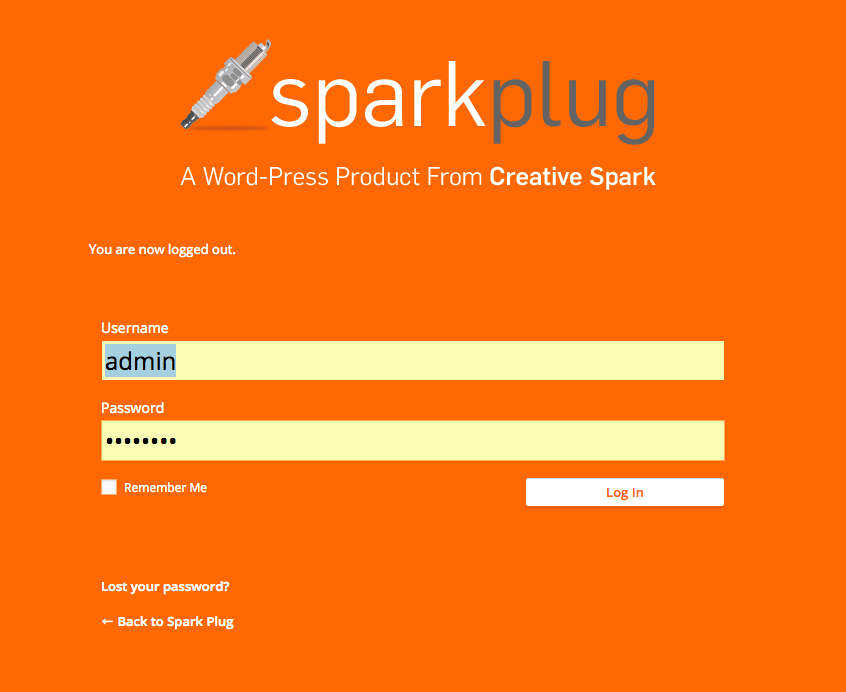 sparkplug
A Word-Press Product From Creative Spark
You are now logged out.
Username
admin
Password
••••••••
Remember Me
Log In
Lost your password?
← Back to Spark Plug